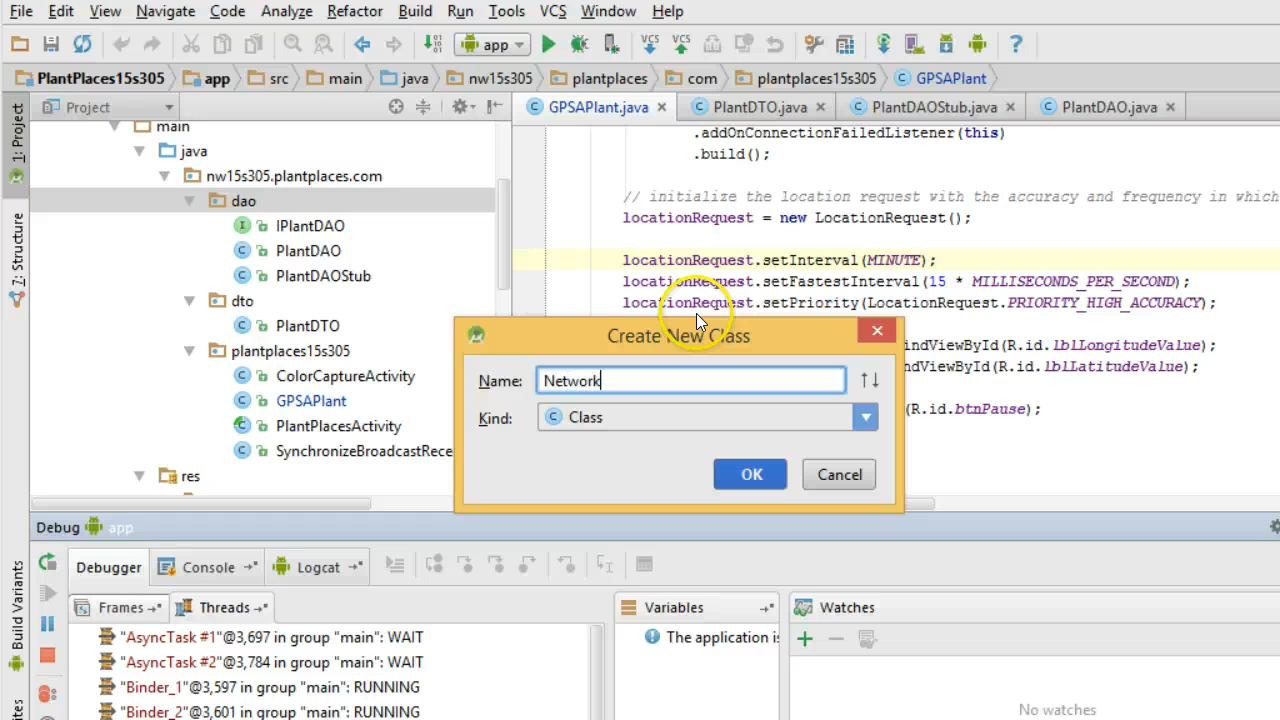 File Edit View Navigate Code Analyze Refactor Build Run Tools VCS Window Help
app
PlantPlaces15s305 app src main java nw15s305 plantplaces com plantplaces15s305 GPSAPlant
Project
GPSAPlant.java PlantDTO.java PlantDAOStub.java PlantDAO.java
1: Project
7: Structure
Build Variants
main
java
nw15s305.plantplaces.com
dao
IPlantDAO
PlantDAO
PlantDAOStub
dto
PlantDTO
plantplaces15s305
ColorCaptureActivity
GPSAPlant
PlantPlacesActivity
SynchronizeBroadcastRece
res
.addOnConnectionFailedListener(this)
.build();
// initialize the location request with the accuracy and frequency in which
locationRequest = new LocationRequest();
locationRequest.setInterval(MINUTE);
locationRequest.setFastestInterval(15 * MILLISECONDS_PER_SECOND);
locationRequest.setPriority(LocationRequest.PRIORITY_HIGH_ACCURACY);
indViewById(R.id.lblLongitudeValue);
ndViewById(R.id.lblLatitudeValue);
(R.id.btnPause);
Create New Class
Name: Network
Kind: Class
OK Cancel
Debug app
Debugger Console Logcat
Frames Threads Variables Watches
"AsyncTask #1"@3,697 in group "main": WAIT
"AsyncTask #2"@3,784 in group "main": WAIT
"Binder_1"@3,597 in group "main": RUNNING
"Binder_2"@3,601 in group "main": RUNNING
The application is
No watches